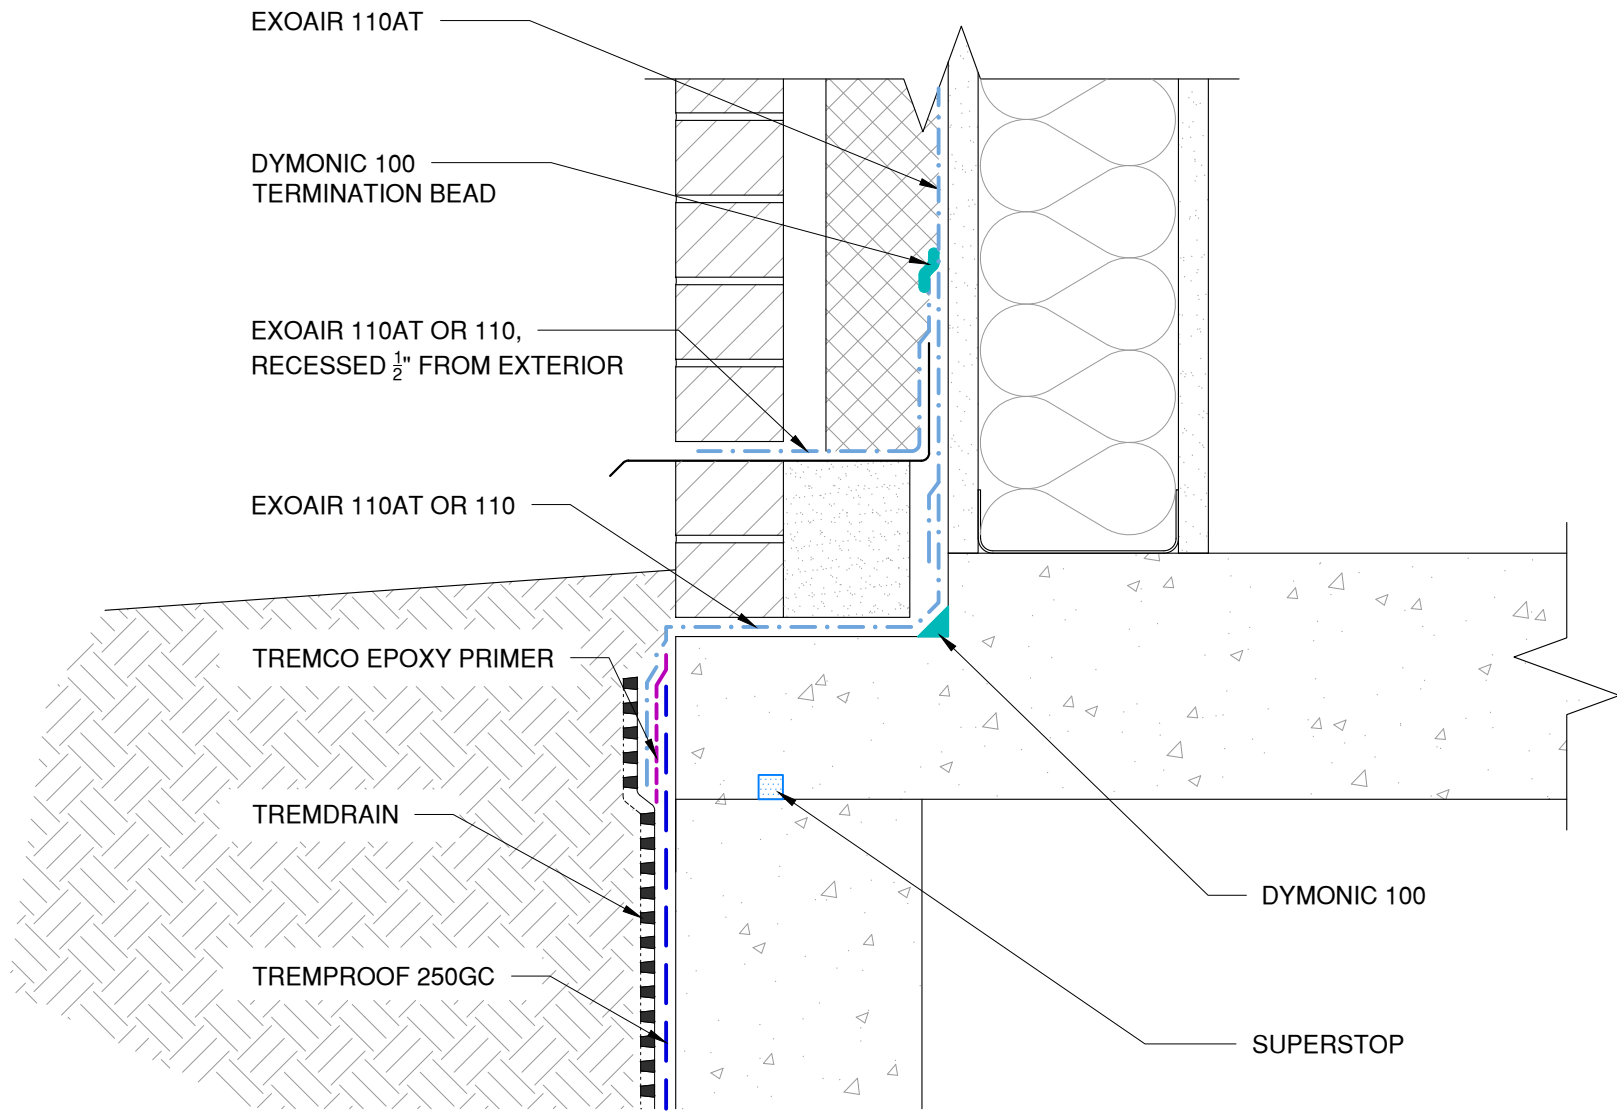 EXOAIR 110AT
DYMONIC 100
TERMINATION BEAD
EXOAIR 110AT OR 110,
RECESSED ½" FROM EXTERIOR
EXOAIR 110AT OR 110
TREMCO EPOXY PRIMER
TREMDRAIN
DYMONIC 100
TREMPROOF 250GC
SUPERSTOP